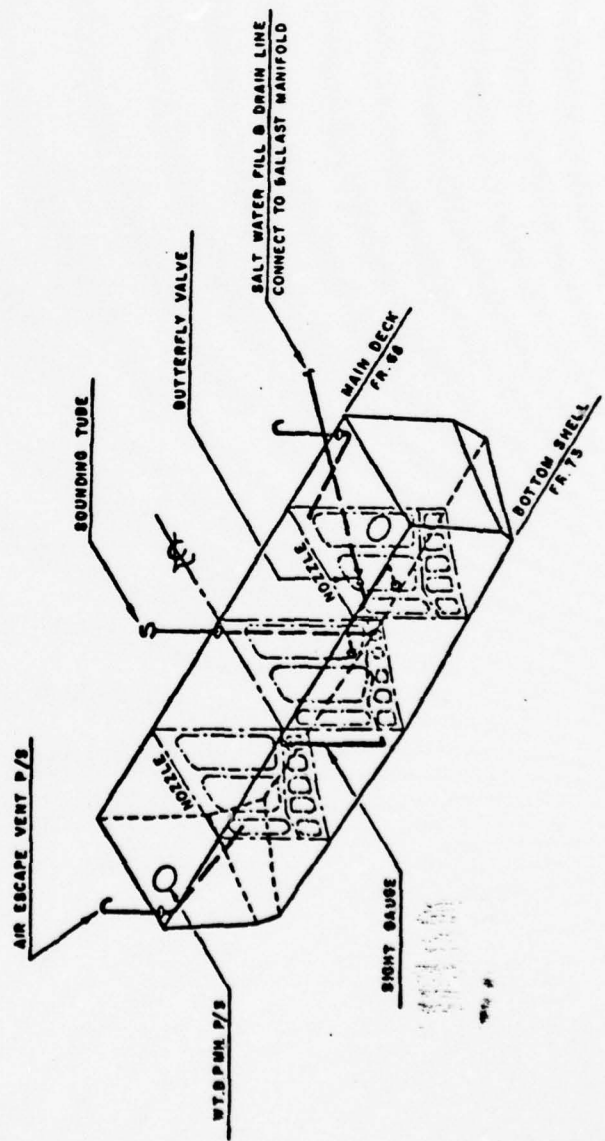 AIR ESCAPE VENT P/S
SOUNDING TUBE
BUTTERFLY VALVE
SALT WATER FILL & DRAIN LINE
CONNECT TO BALLAST MANIFOLD
MAIN DECK
FR. 68
BOTTOM SHELL
FR. 75
NOZZLE
NOZZLE
SIGHT GAUGE
P/S